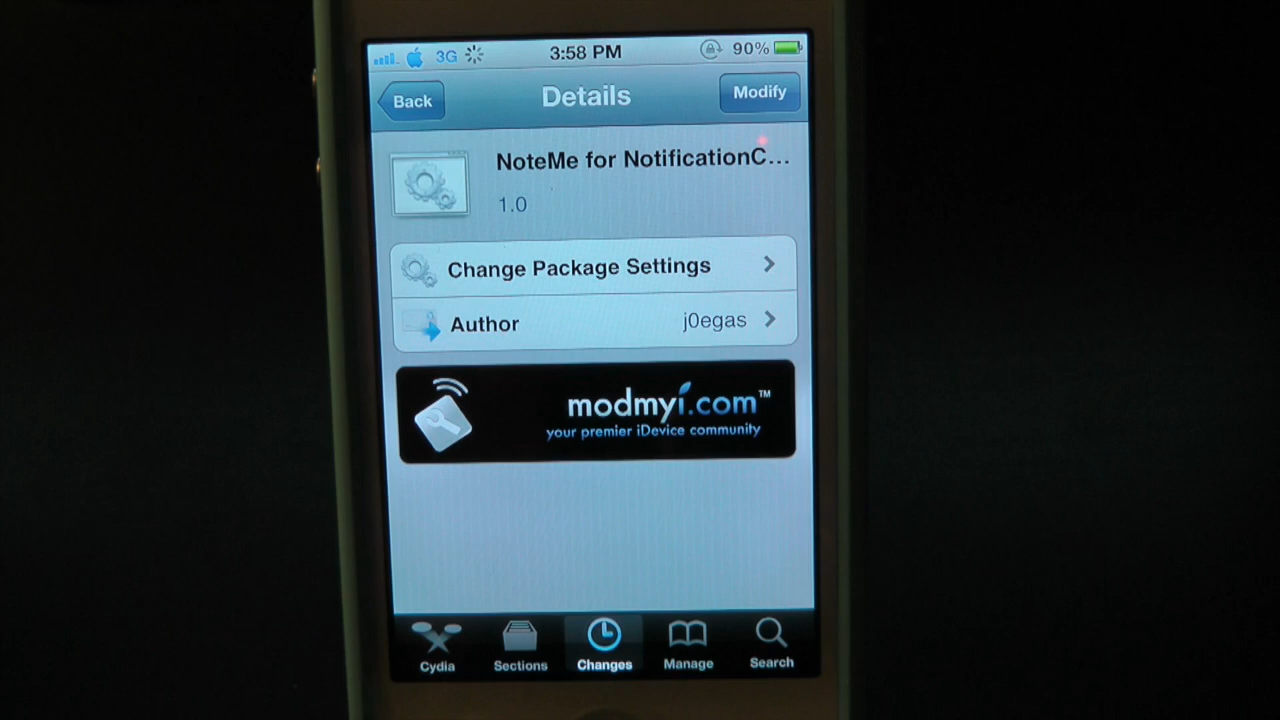 3G 3:58 PM 90%
Back Details Modify
NoteMe for NotificationC...
1.0
Change Package Settings
Author j0egas
modmyi.com™
your premier iDevice community
Cydia Sections Changes Manage Search